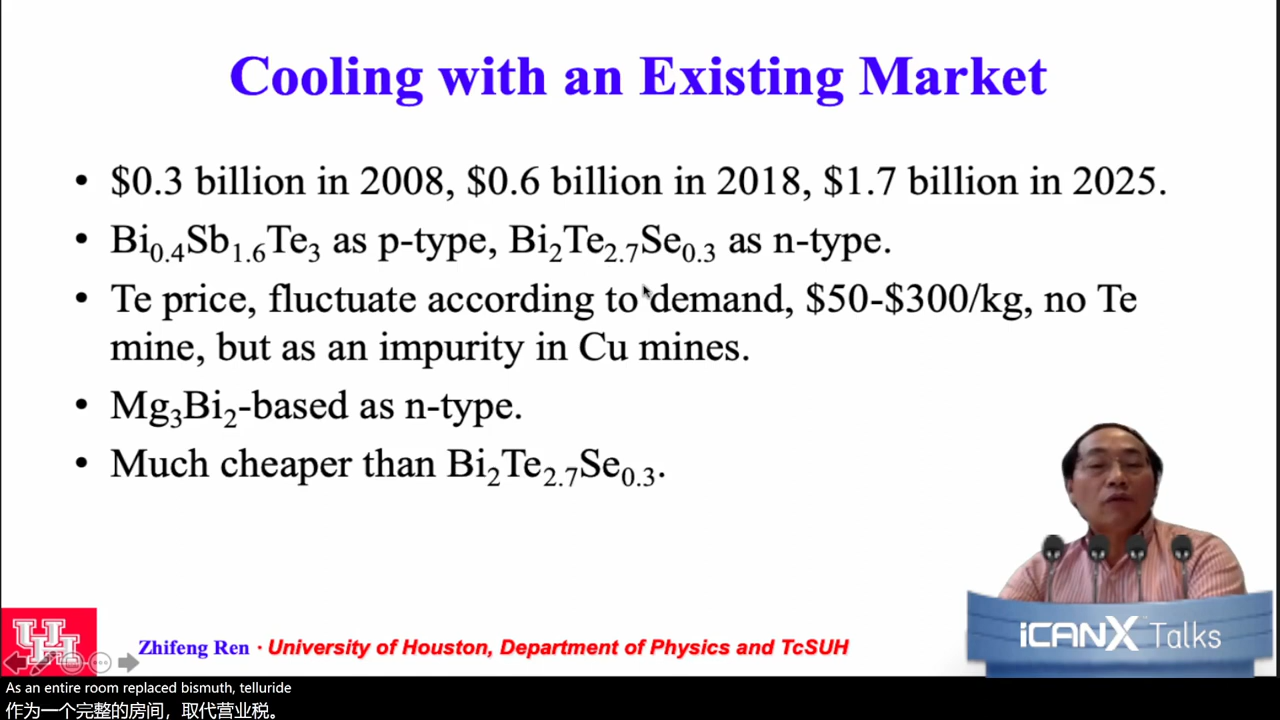 Cooling with an Existing Market
• $0.3 billion in 2008, $0.6 billion in 2018, $1.7 billion in 2025.
• Bi₀.₄Sb₁.₆Te₃ as p-type, Bi₂Te₂.₇Se₀.₃ as n-type.
• Te price, fluctuate according to demand, $50-$300/kg, no Te
mine, but as an impurity in Cu mines.
• Mg₃Bi₂-based as n-type.
• Much cheaper than Bi₂Te₂.₇Se₀.₃.
iCANX Talks
UH
Zhifeng Ren · University of Houston, Department of Physics and TcSUH
As an entire room replaced bismuth, telluride
作为一个完整的房间，取代营业税。